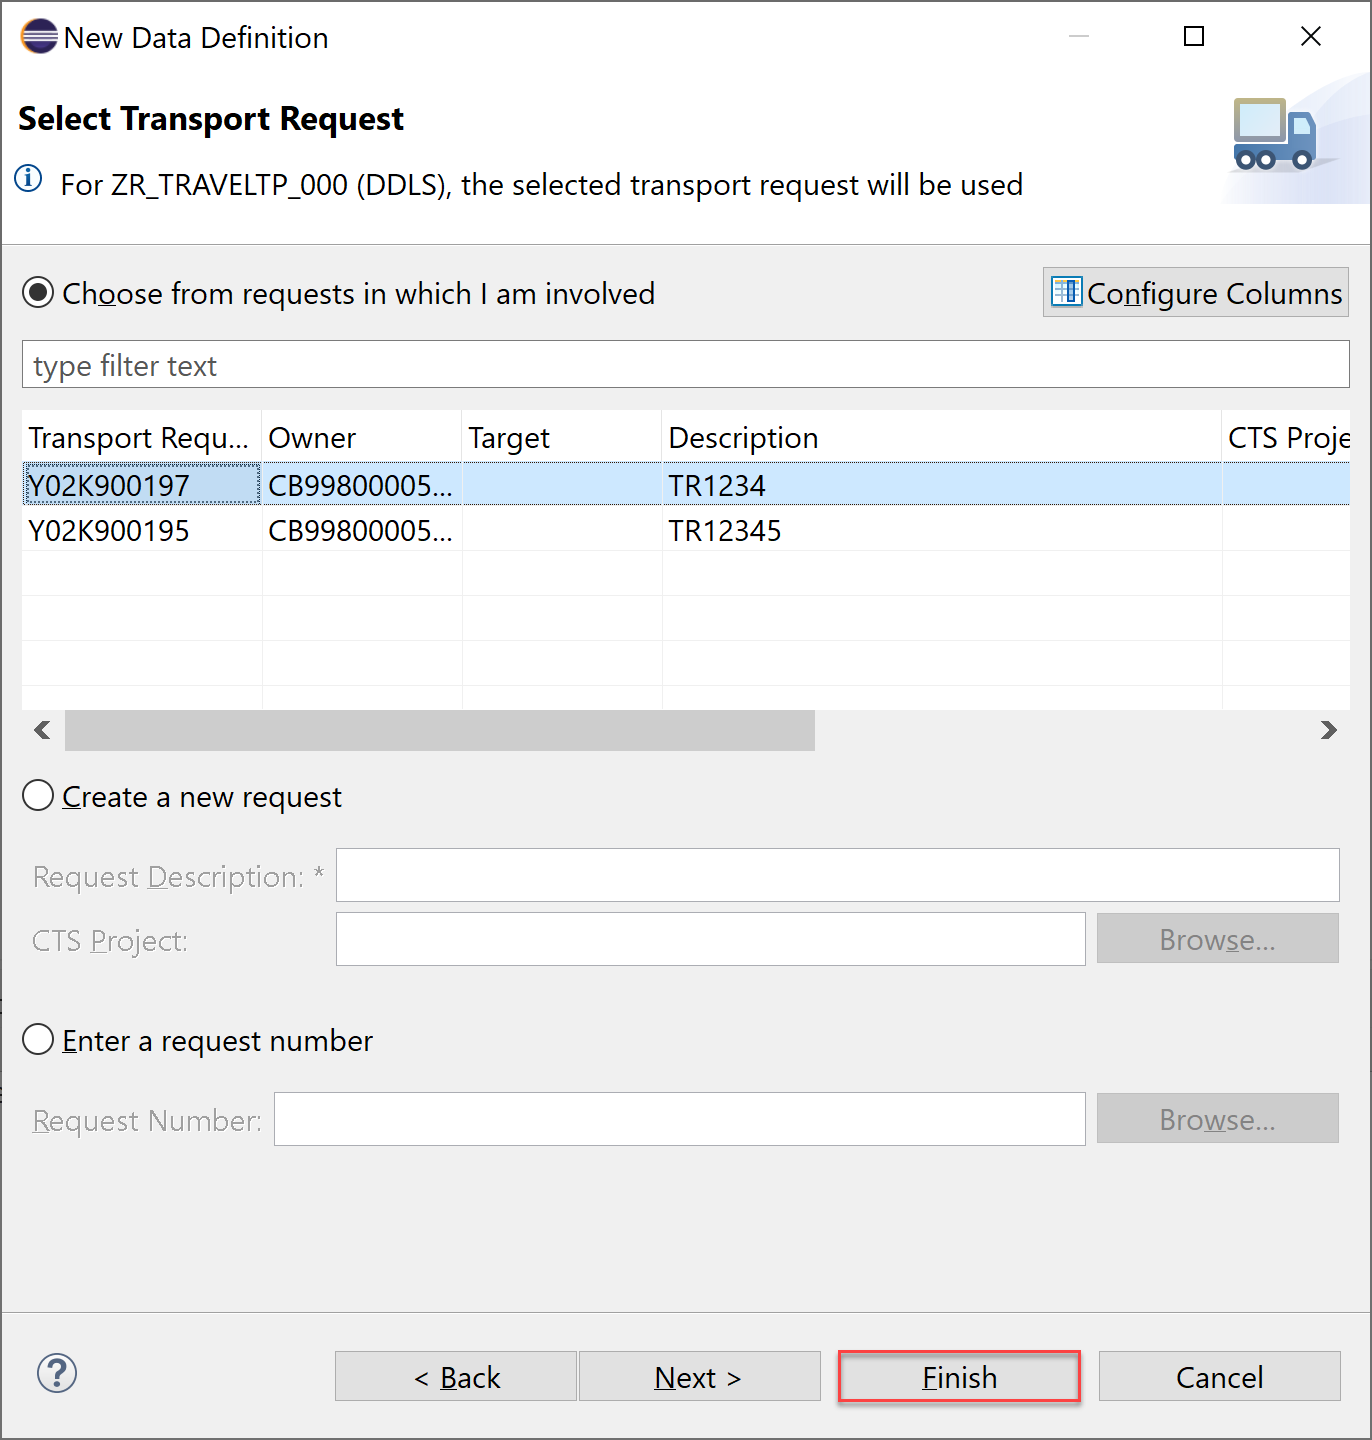 New Data Definition
Select Transport Request
For ZR_TRAVELTP_000 (DDLS), the selected transport request will be used
Choose from requests in which I am involved
Configure Columns
type filter text
Transport Requ... Owner Target Description CTS Proje
Y02K900197 CB99800005... TR1234
Y02K900195 CB99800005... TR12345
Create a new request
Request Description: *
CTS Project:
Browse...
Enter a request number
Request Number:
Browse...
? < Back Next > Finish Cancel